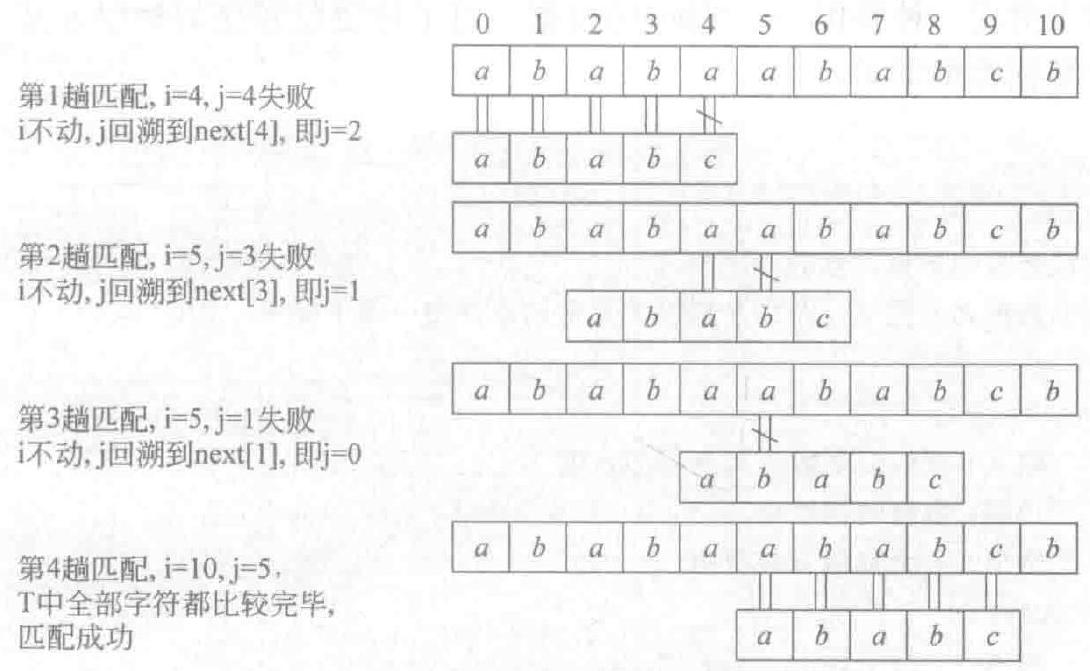 0 1 2 3 4 5 6 7 8 9 10
a b a b a a b a b c b
第1趟匹配, i=4, j=4失败
i不动, j回溯到next[4], 即j=2
a b a b c
a b a b a a b a b c b
第2趟匹配, i=5, j=3失败
i不动, j回溯到next[3], 即j=1
a b a b c
a b a b a a b a b c b
第3趟匹配, i=5, j=1失败
i不动, j回溯到next[1], 即j=0
a b a b c
a b a b a a b a b c b
第4趟匹配, i=10, j=5,
T中全部字符都比较完毕,
匹配成功
a b a b c